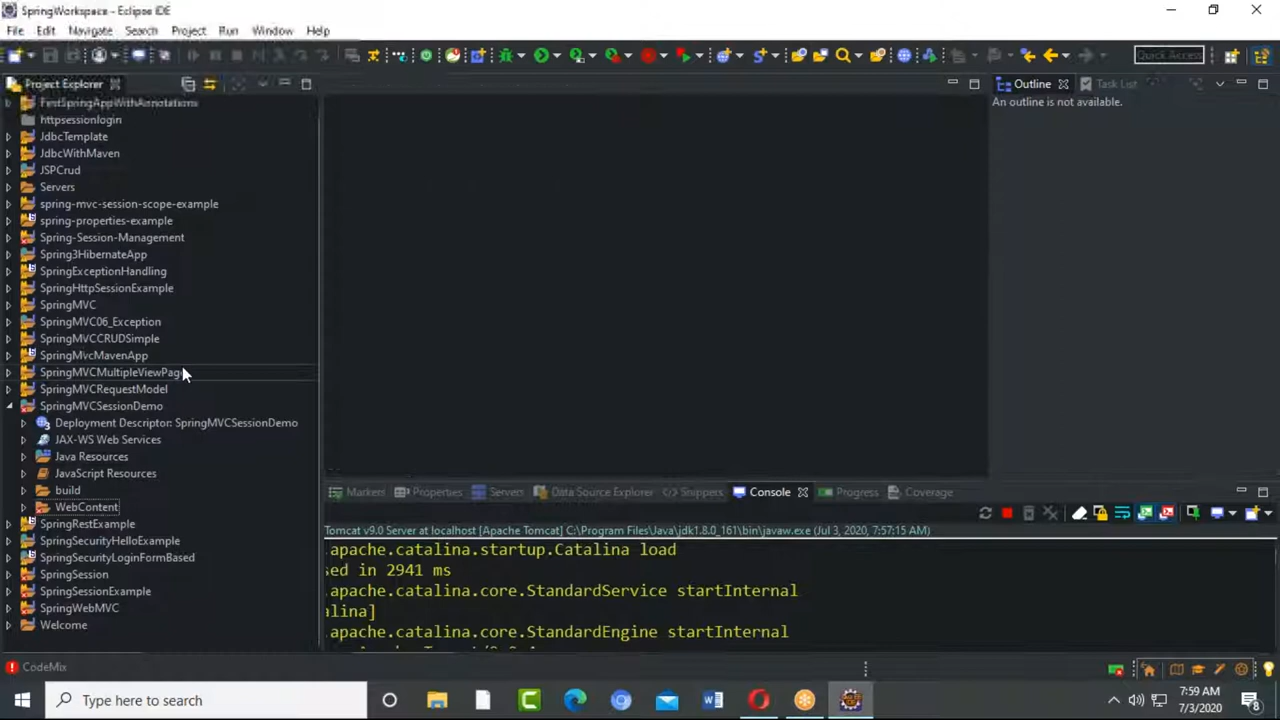 SpringWorkspace - Eclipse IDE
File Edit Navigate Search Project Run Window Help
Quick Access
Project Explorer
FirstSpringAppWithAnnotations
httpsessionlogin
JdbcTemplate
JdbcWithMaven
JSPCrud
Servers
spring-mvc-session-scope-example
spring-properties-example
Spring-Session-Management
Spring3HibernateApp
SpringExceptionHandling
SpringHttpSessionExample
SpringMVC
SpringMVC06_Exception
SpringMVCCRUDSimple
SpringMvcMavenApp
SpringMVCMultipleViewPage
SpringMVCRequestModel
SpringMVCSessionDemo
Deployment Descriptor: SpringMVCSessionDemo
JAX-WS Web Services
Java Resources
JavaScript Resources
build
WebContent
SpringRestExample
SpringSecurityHelloExample
SpringSecurityLoginFormBased
SpringSession
SpringSessionExample
SpringWebMVC
Welcome
Outline Task List
An outline is not available.
Markers Properties Servers Data Source Explorer Snippets Console Progress Coverage
Tomcat v9.0 Server at localhost [Apache Tomcat] C:\Program Files\Java\jdk1.8.0_161\bin\javaw.exe (Jul 3, 2020, 7:57:15 AM)
.apache.catalina.startup.Catalina load
sed in 2941 ms
.apache.catalina.core.StandardService startInternal
alina]
.apache.catalina.core.StandardEngine startInternal
CodeMix
Type here to search
7:59 AM
7/3/2020
8